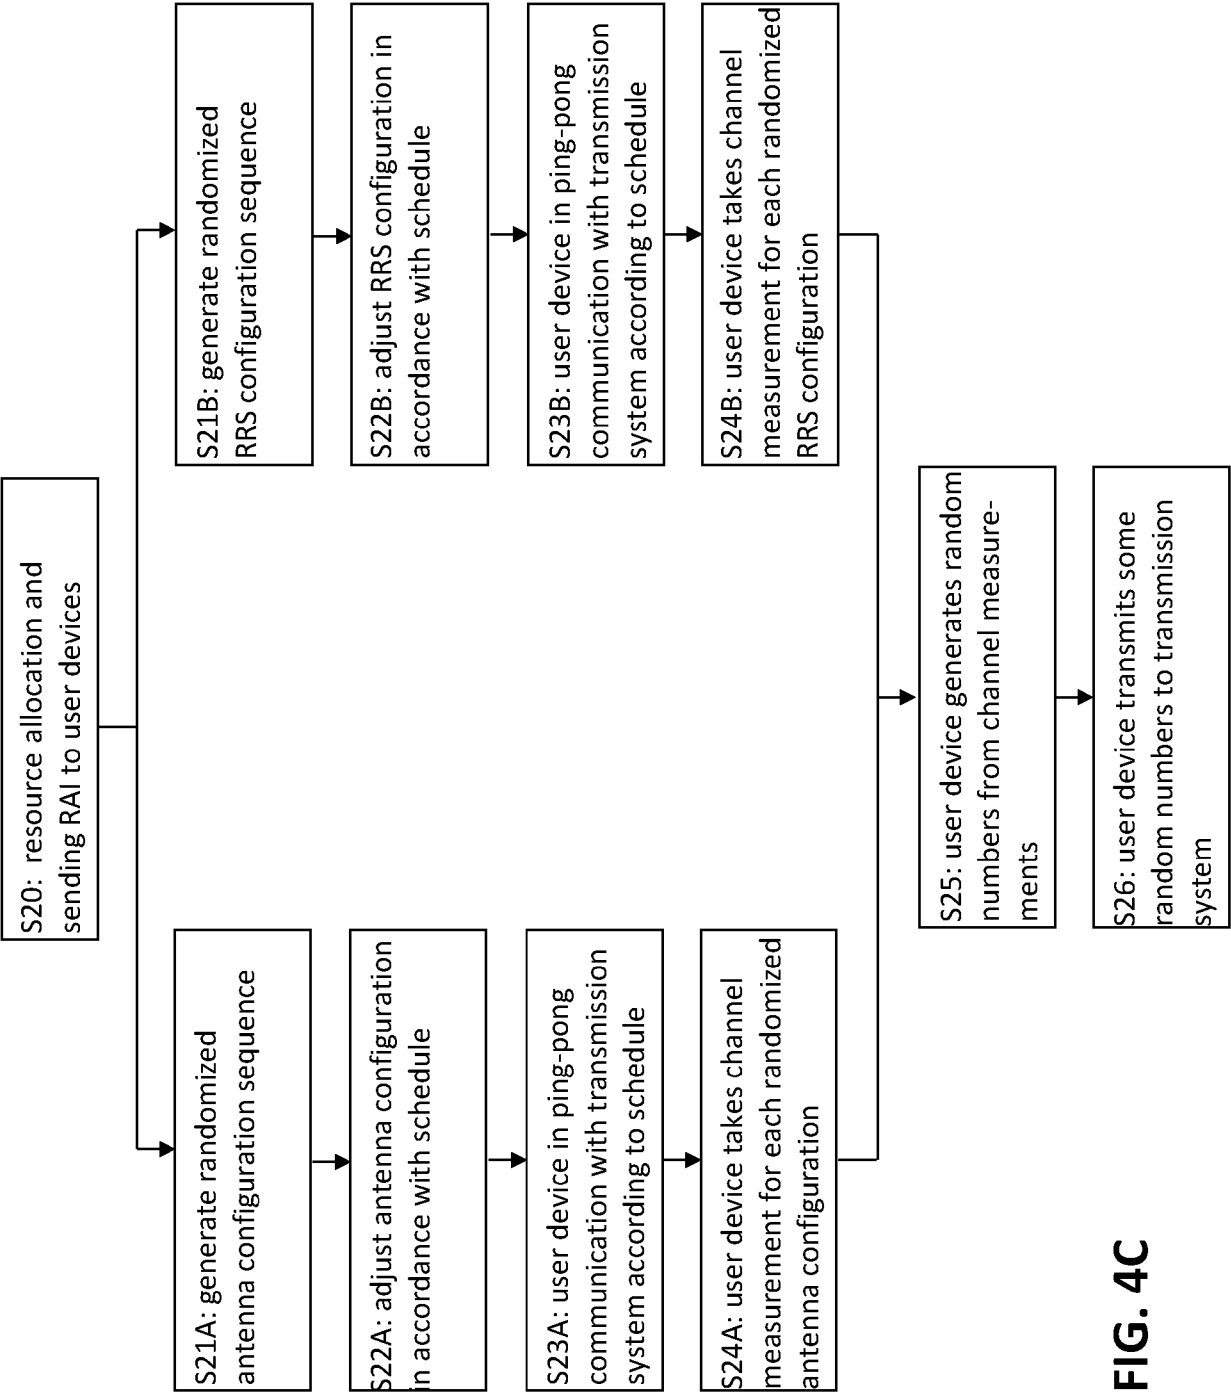 S20:  resource allocation and
sending RAI to user devices
S21A: generate randomized
antenna configuration sequence
S22A: adjust antenna configuration
in accordance with schedule
S23A: user device in ping-pong
communication with transmission
system according to schedule
S24A: user device takes channel
measurement for each randomized
antenna configuration
S21B: generate randomized
RRS configuration sequence
S22B: adjust RRS configuration in
accordance with schedule
S23B: user device in ping-pong
communication with transmission
system according to schedule
S24B: user device takes channel
measurement for each randomized
RRS configuration
S25: user device generates random
numbers from channel measure-
ments
S26: user device transmits some
random numbers to transmission
system
FIG. 4C